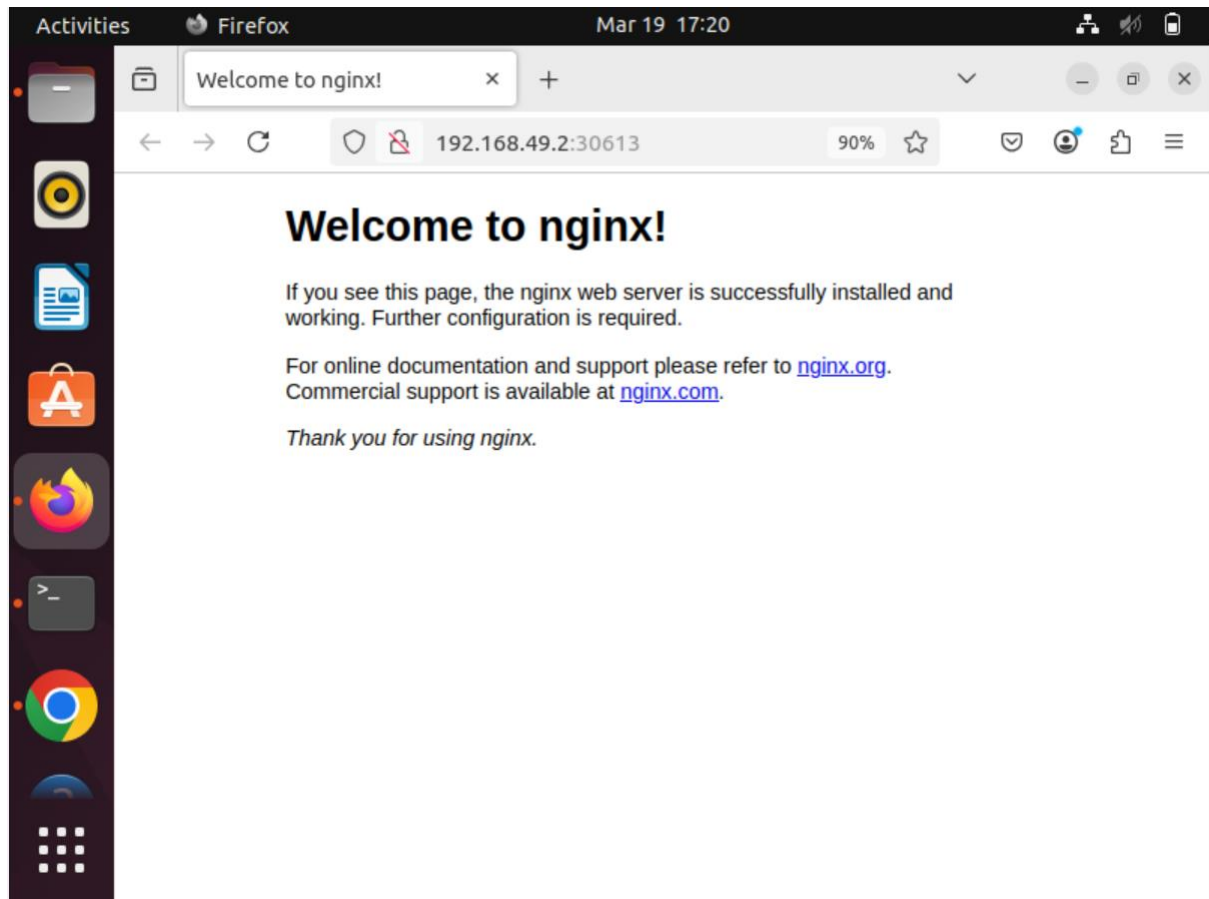 Activities Firefox Mar 19 17:20
Welcome to nginx!
192.168.49.2:30613 90%
Welcome to nginx!
If you see this page, the nginx web server is successfully installed and
working. Further configuration is required.
For online documentation and support please refer to nginx.org.
Commercial support is available at nginx.com.
Thank you for using nginx.
>_